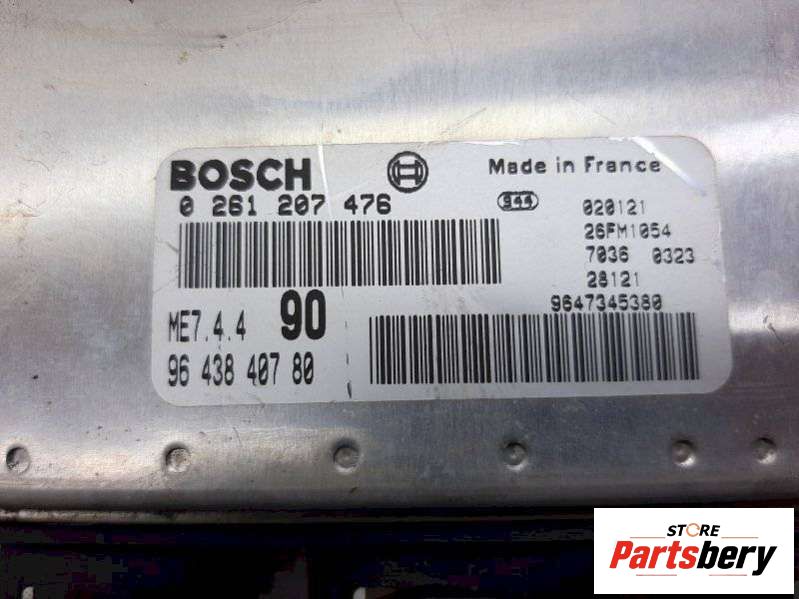 BOSCH
Made in France
0 261 207 476
944
020121
26FM1054
7036 0323
28121
9647345380
ME7.4.4 90
96 438 407 80
STORE
Partsbery